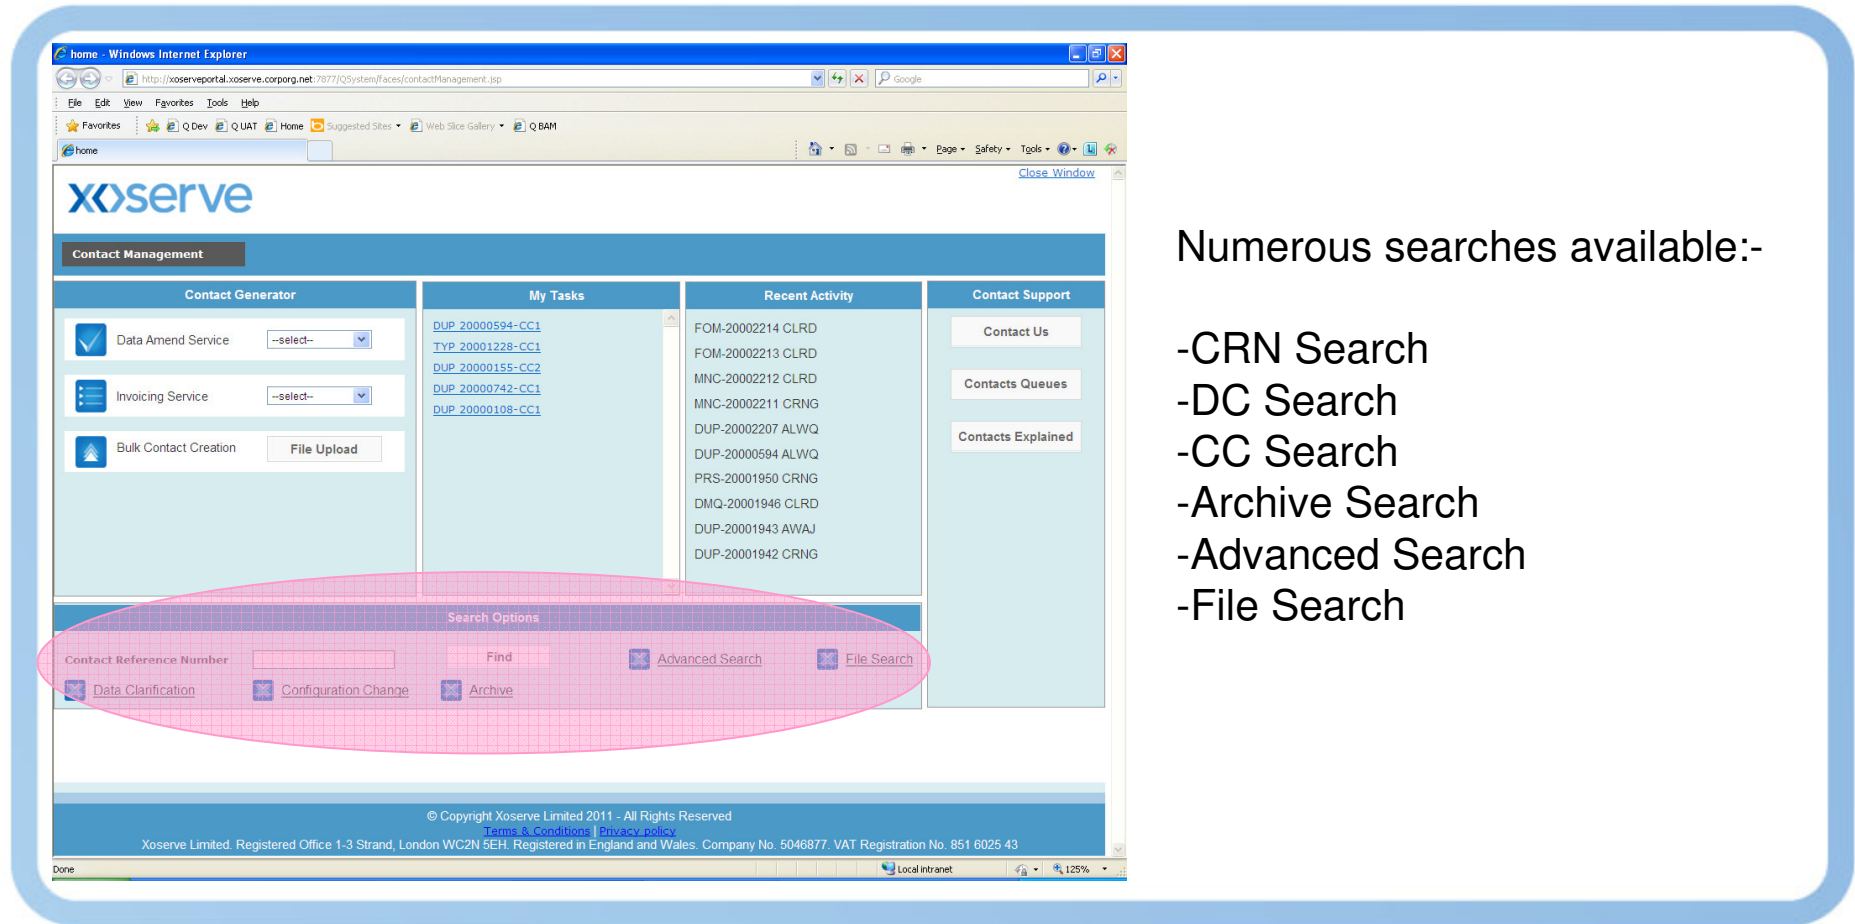 home - Windows Internet Explorer
http://xoserveportal.xoserve.corporg.net:7877/QSystem/faces/contactManagement.jsp
Google
File Edit View Favorites Tools Help
Favorites Q Dev Q UAT Home Suggested Sites Web Slice Gallery Q BAM
home
Page Safety Tools
Close Window
xoserve
Contact Management
Contact Generator
Data Amend Service --select--
Invoicing Service --select--
Bulk Contact Creation File Upload
My Tasks
DUP 20000594-CC1
TYP 20001228-CC1
DUP 20000155-CC2
DUP 20000742-CC1
DUP 20000108-CC1
Recent Activity
FOM-20002214 CLRD
FOM-20002213 CLRD
MNC-20002212 CLRD
MNC-20002211 CRNG
DUP-20002207 ALWQ
DUP-20000594 ALWQ
PRS-20001950 CRNG
DMQ-20001946 CLRD
DUP-20001943 AWAJ
DUP-20001942 CRNG
Contact Support
Contact Us
Contacts Queues
Contacts Explained
Search Options
Contact Reference Number Find Advanced Search File Search
Data Clarification Configuration Change Archive
© Copyright Xoserve Limited 2011 - All Rights Reserved
Terms & Conditions | Privacy policy
Xoserve Limited. Registered Office 1-3 Strand, London WC2N 5EH. Registered in England and Wales. Company No. 5046877. VAT Registration No. 851 6025 43
Done Local intranet 125%
Numerous searches available:-
-CRN Search
-DC Search
-CC Search
-Archive Search
-Advanced Search
-File Search